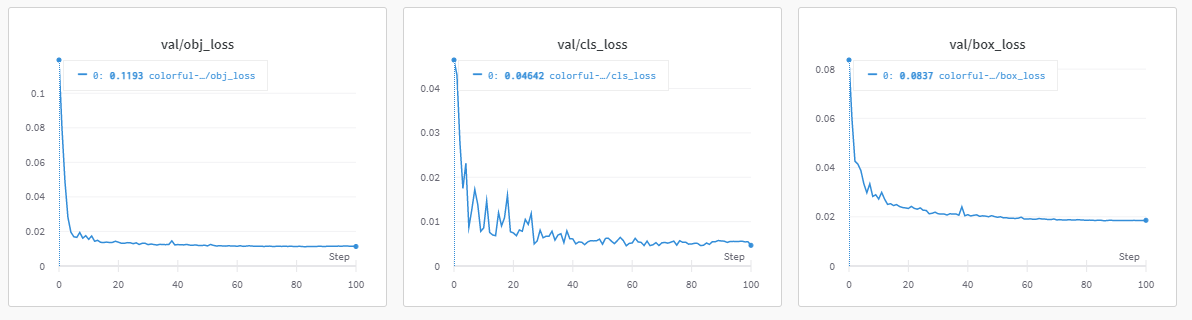 val/obj_loss
0: 0.1193 colorful-…/obj_loss
0.1
0.08
0.06
0.04
0.02
0
Step
0 20 40 60 80 100
val/cls_loss
0: 0.04642 colorful-…/cls_loss
0.04
0.03
0.02
0.01
0
Step
0 20 40 60 80 100
val/box_loss
0: 0.0837 colorful-…/box_loss
0.08
0.06
0.04
0.02
0
Step
0 20 40 60 80 100